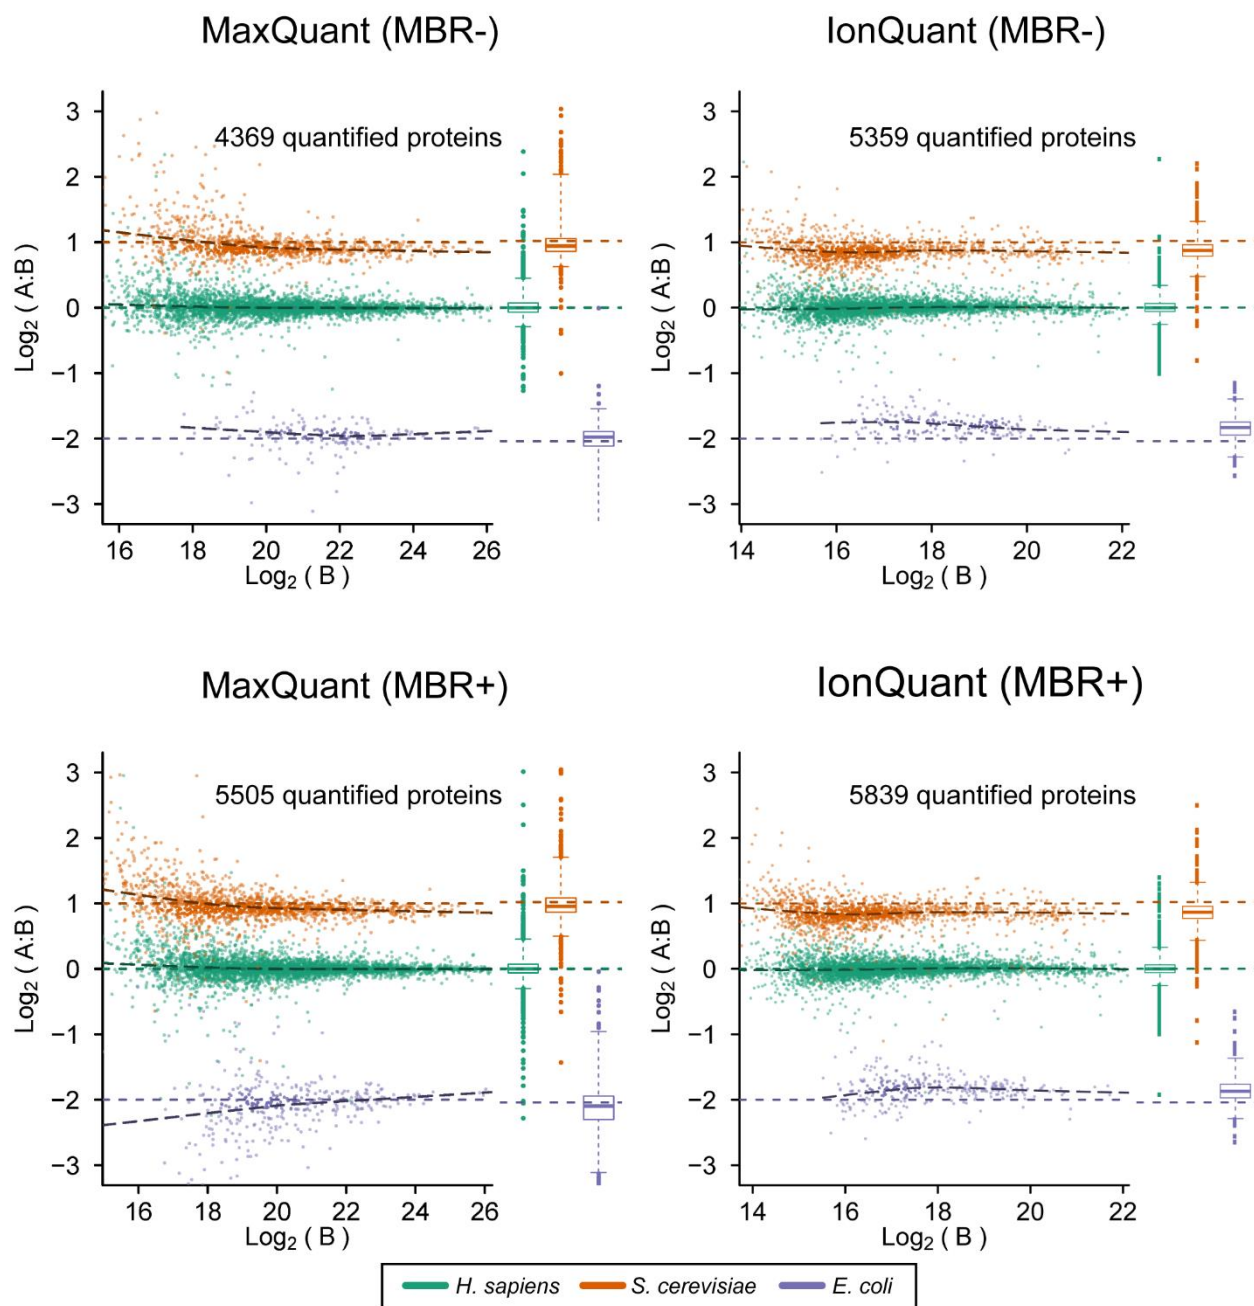 MaxQuant (MBR-)
IonQuant (MBR-)
4369 quantified proteins
5359 quantified proteins
Log2 ( A:B )
3
2
1
0
−1
−2
−3
16 18 20 22 24 26
Log2 ( B )
Log2 ( A:B )
3
2
1
0
−1
−2
−3
14 16 18 20 22
Log2 ( B )
MaxQuant (MBR+)
IonQuant (MBR+)
5505 quantified proteins
5839 quantified proteins
Log2 ( A:B )
3
2
1
0
−1
−2
−3
16 18 20 22 24 26
Log2 ( B )
Log2 ( A:B )
3
2
1
0
−1
−2
−3
14 16 18 20 22
Log2 ( B )
H. sapiens S. cerevisiae E. coli